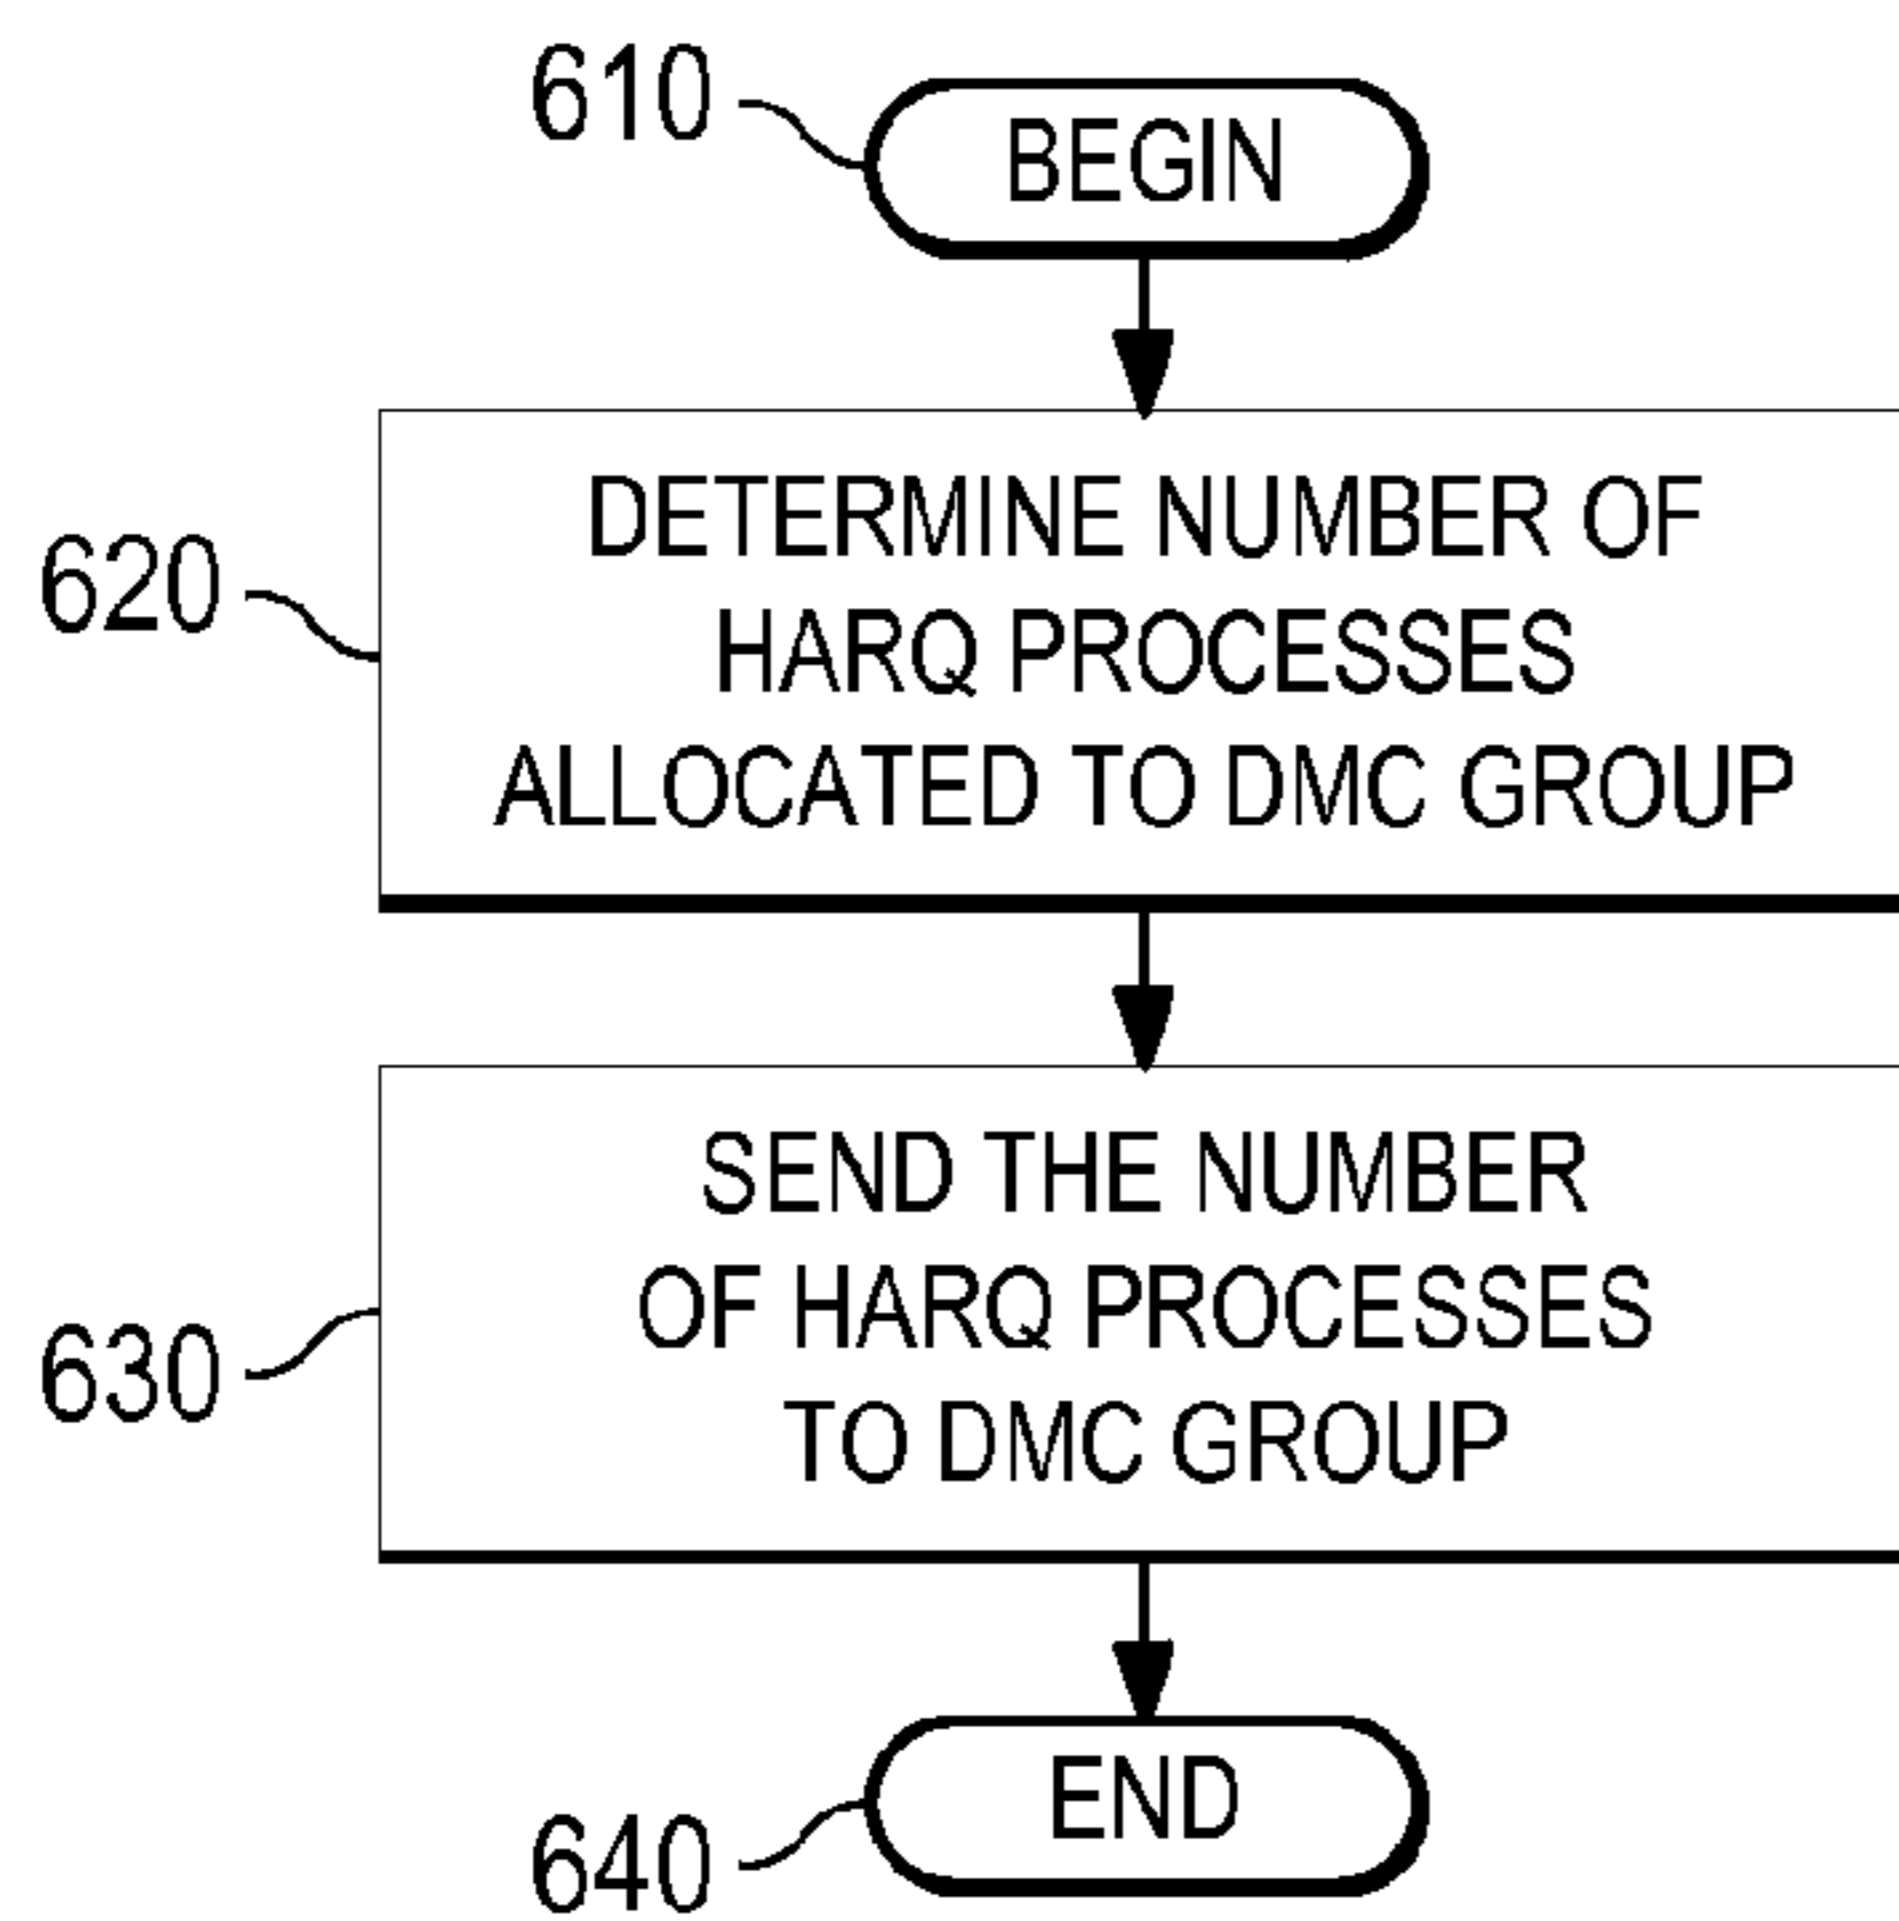 610
BEGIN
620
DETERMINE NUMBER OF
HARQ PROCESSES
ALLOCATED TO DMC GROUP
630
SEND THE NUMBER
OF HARQ PROCESSES
TO DMC GROUP
640
END